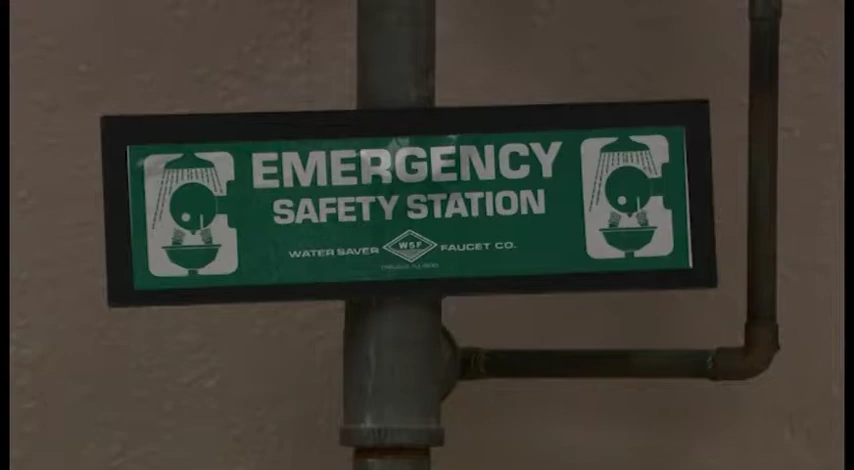 EMERGENCY
SAFETY STATION
WATER SAVER WSF FAUCET CO.